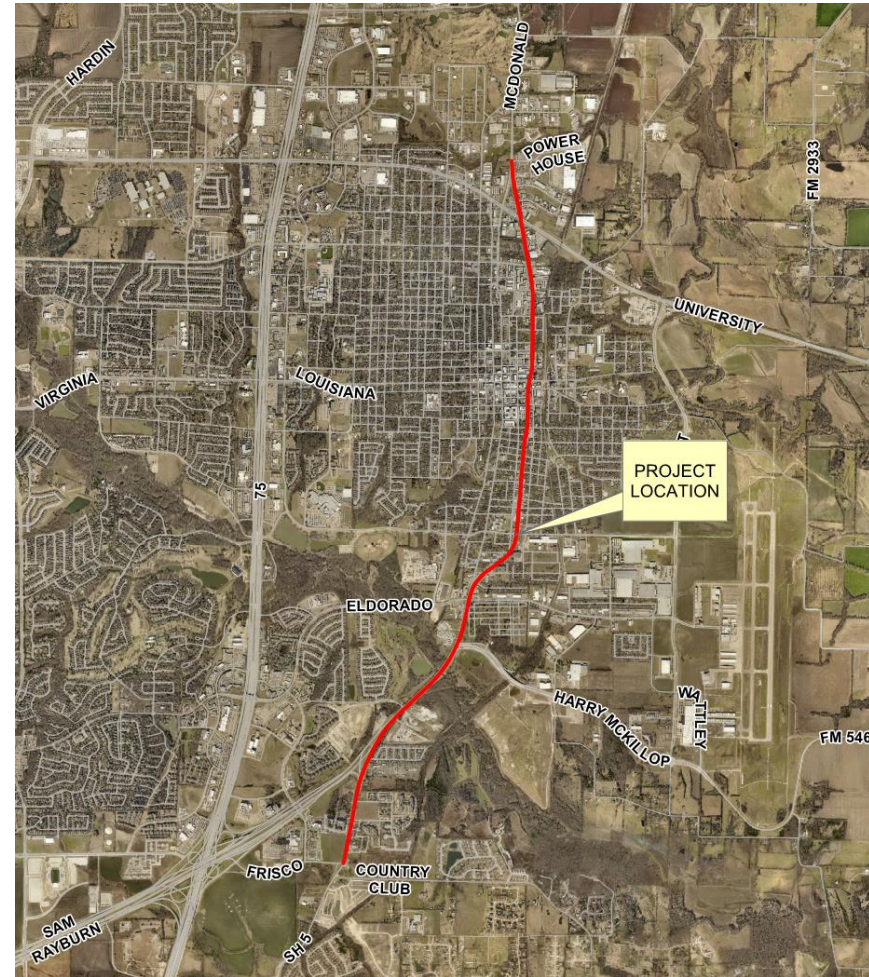 HARDIN
MCDONALD
POWER
HOUSE
FM 2933
UNIVERSITY
VIRGINIA
LOUISIANA
75
PROJECT
LOCATION
ELDORADO
HARRY MCKILLOP
WATTLEY
FM 546
FRISCO
COUNTRY
CLUB
SAM
RAYBURN
SH 5